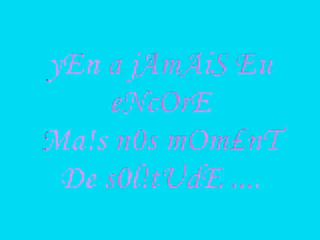 yEn a jAmAiS Eu
eNcOrE
Ma!s n0s mOm£nT
De s0l!tUdE ....